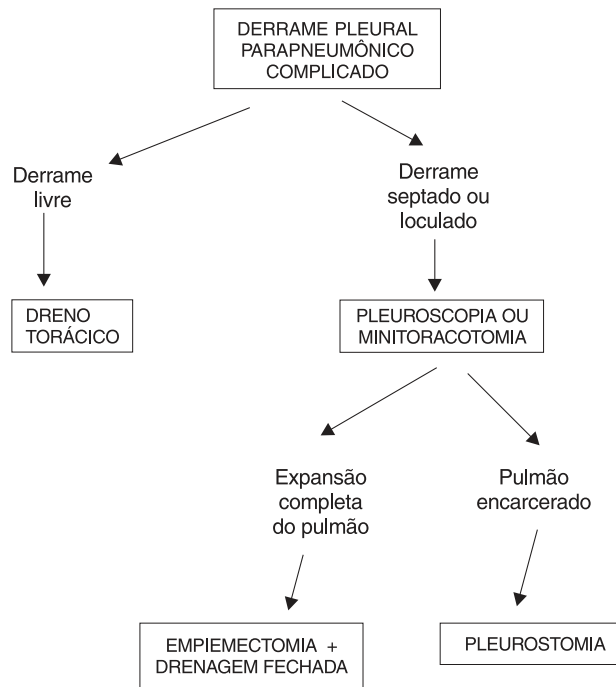 DERRAME PLEURAL
PARAPNEUMÔNICO
COMPLICADO
Derrame
livre
Derrame
septado ou
loculado
DRENO
TORÁCICO
PLEUROSCOPIA OU
MINITORACOTOMIA
Expansão
completa
do pulmão
Pulmão
encarcerado
EMPIEMECTOMIA +
DRENAGEM FECHADA
PLEUROSTOMIA